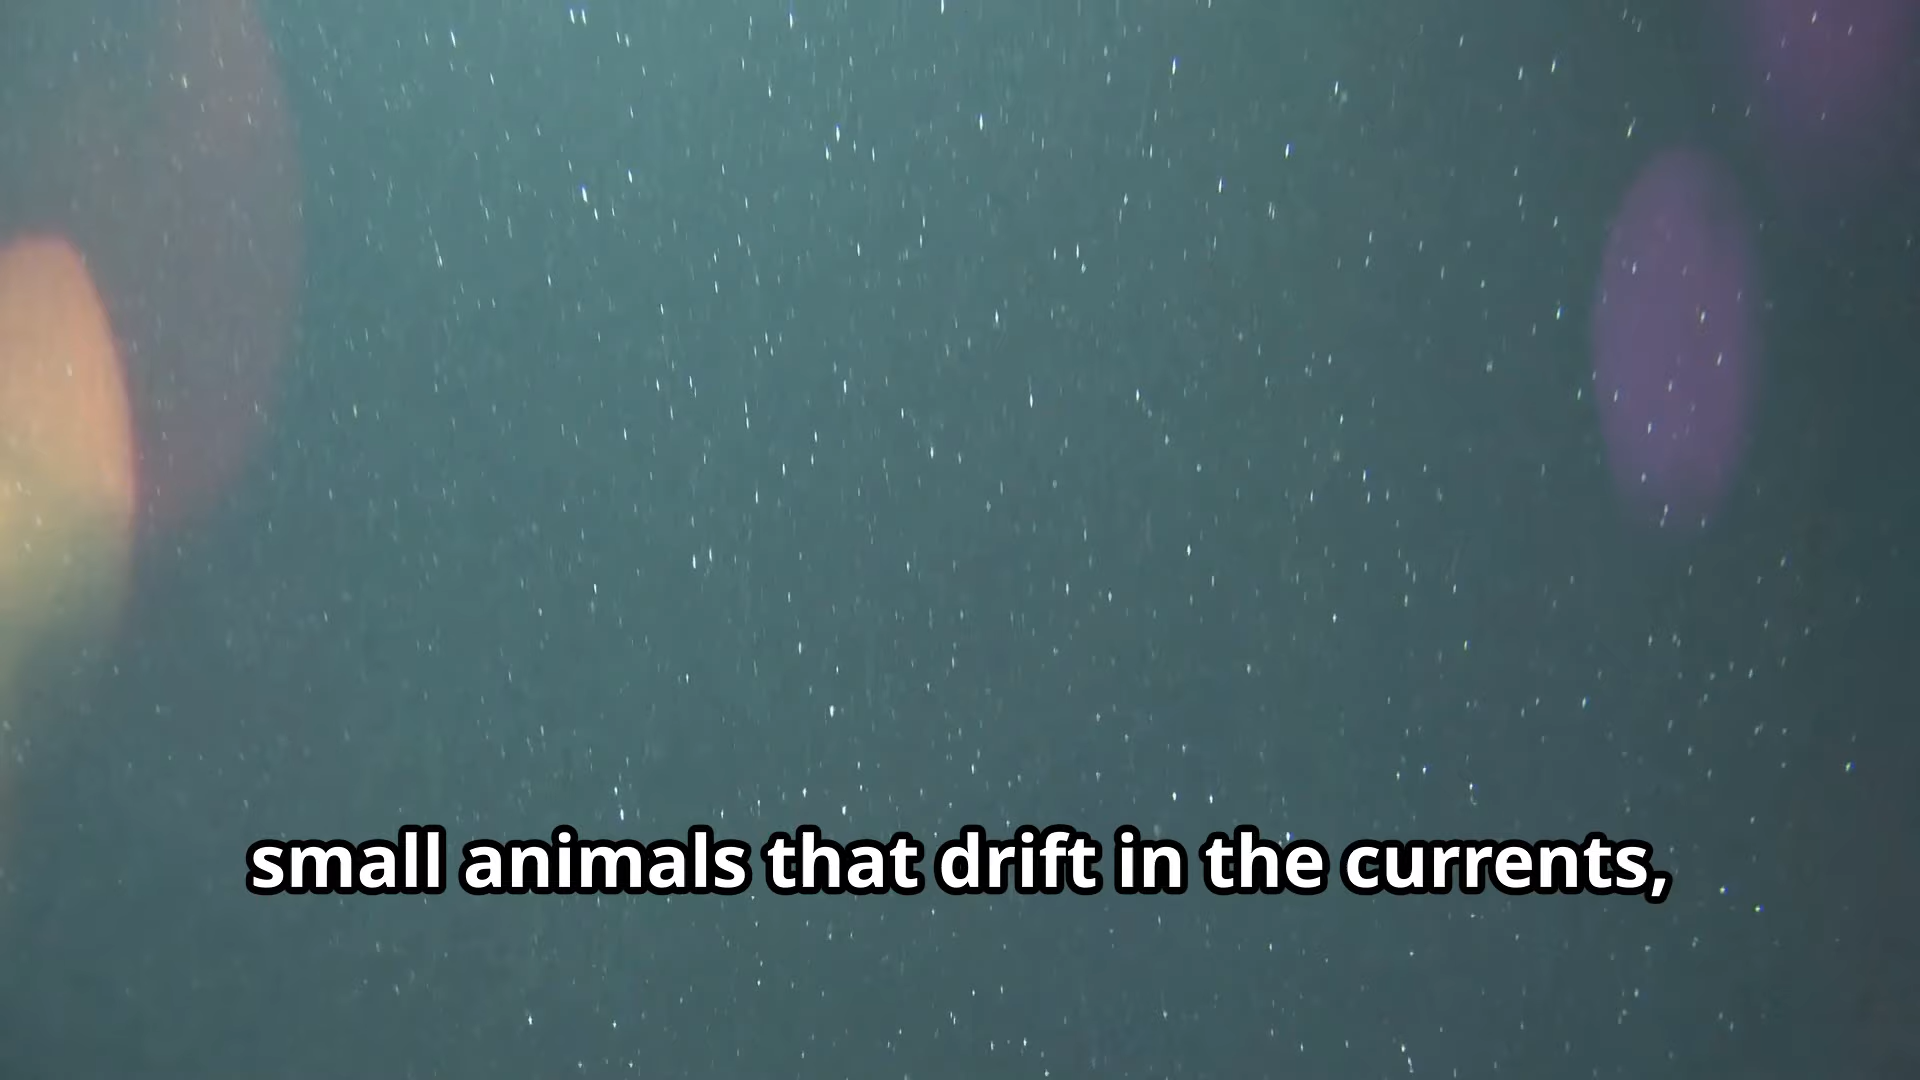 small animals that drift in the currents,